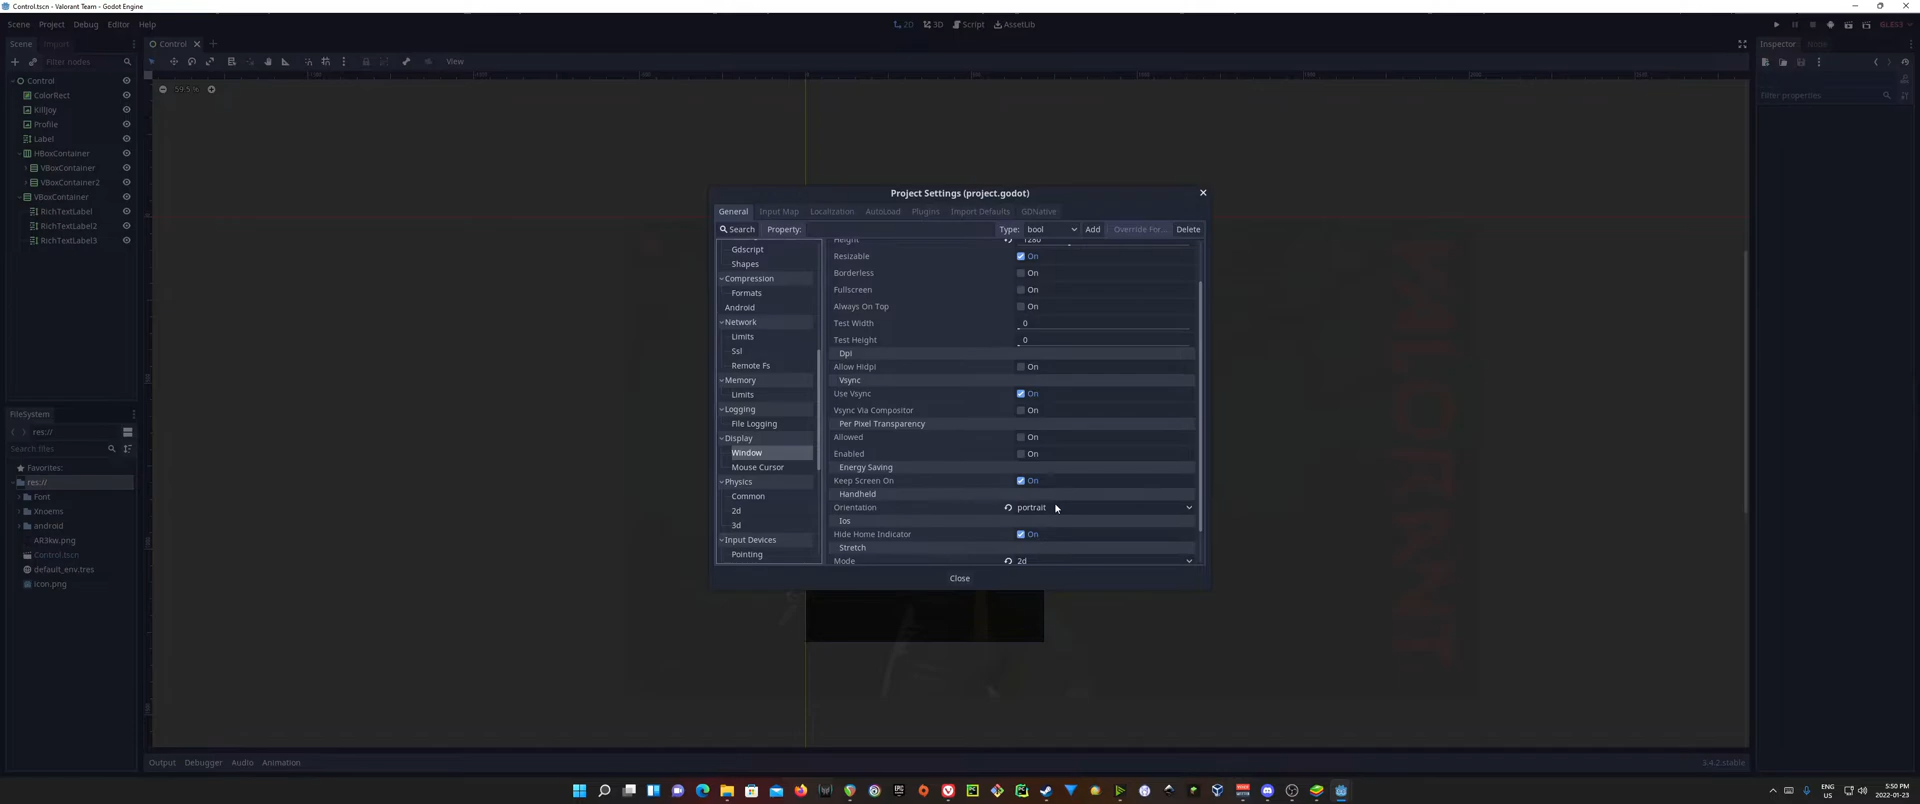 Control.tscn - Valorant Team - Godot Engine
Scene Project Debug Editor Help
2D 3D Script AssetLib
GLES3
Scene Import
Control
Inspector Node
Filter nodes
View
59.5 %
Filter properties
Control
ColorRect
Killjoy
Profile
Label
HBoxContainer
VBoxContainer
VBoxContainer2
VBoxContainer
RichTextLabel
RichTextLabel2
RichTextLabel3
FileSystem
res://
Search files
Favorites:
res://
Font
Xnoems
android
AR3kw.png
Control.tscn
default_env.tres
icon.png
Project Settings (project.godot)
General Input Map Localization AutoLoad Plugins Import Defaults GDNative
Search Property: Type: bool Add Override For... Delete
Gdscript
Shapes
Compression
Formats
Android
Network
Limits
Ssl
Remote Fs
Memory
Limits
Logging
File Logging
Display
Window
Mouse Cursor
Physics
Common
2d
3d
Input Devices
Pointing
Height 1280
Resizable On
Borderless On
Fullscreen On
Always On Top On
Test Width 0
Test Height 0
Dpi
Allow Hidpi On
Vsync
Use Vsync On
Vsync Via Compositor On
Per Pixel Transparency
Allowed On
Enabled On
Energy Saving
Keep Screen On On
Handheld
Orientation portrait
Ios
Hide Home Indicator On
Stretch
Mode 2d
Close
Output Debugger Audio Animation
3.4.2.stable
ENG
US
5:50 PM
2022-01-23